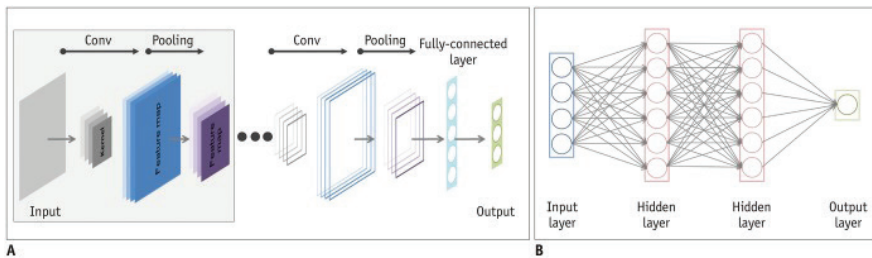 Conv Pooling Conv Pooling
Fully-connected
layer
Kernel
Feature map
Feature
map
Input
Output
A
Input
layer
Hidden
layer
Hidden
layer
Output
layer
B